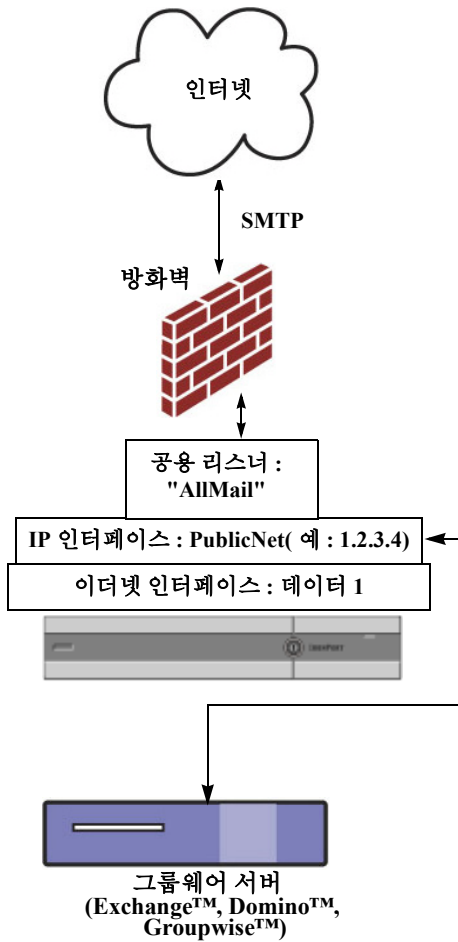 인터넷
SMTP
방화벽
공용 리스너 :
"AllMail"
IP 인터페이스 : PublicNet( 예 : 1.2.3.4)
이더넷 인터페이스 : 데이터 1
IRONPORT
그룹웨어 서버
(Exchange™, Domino™,
Groupwise™)